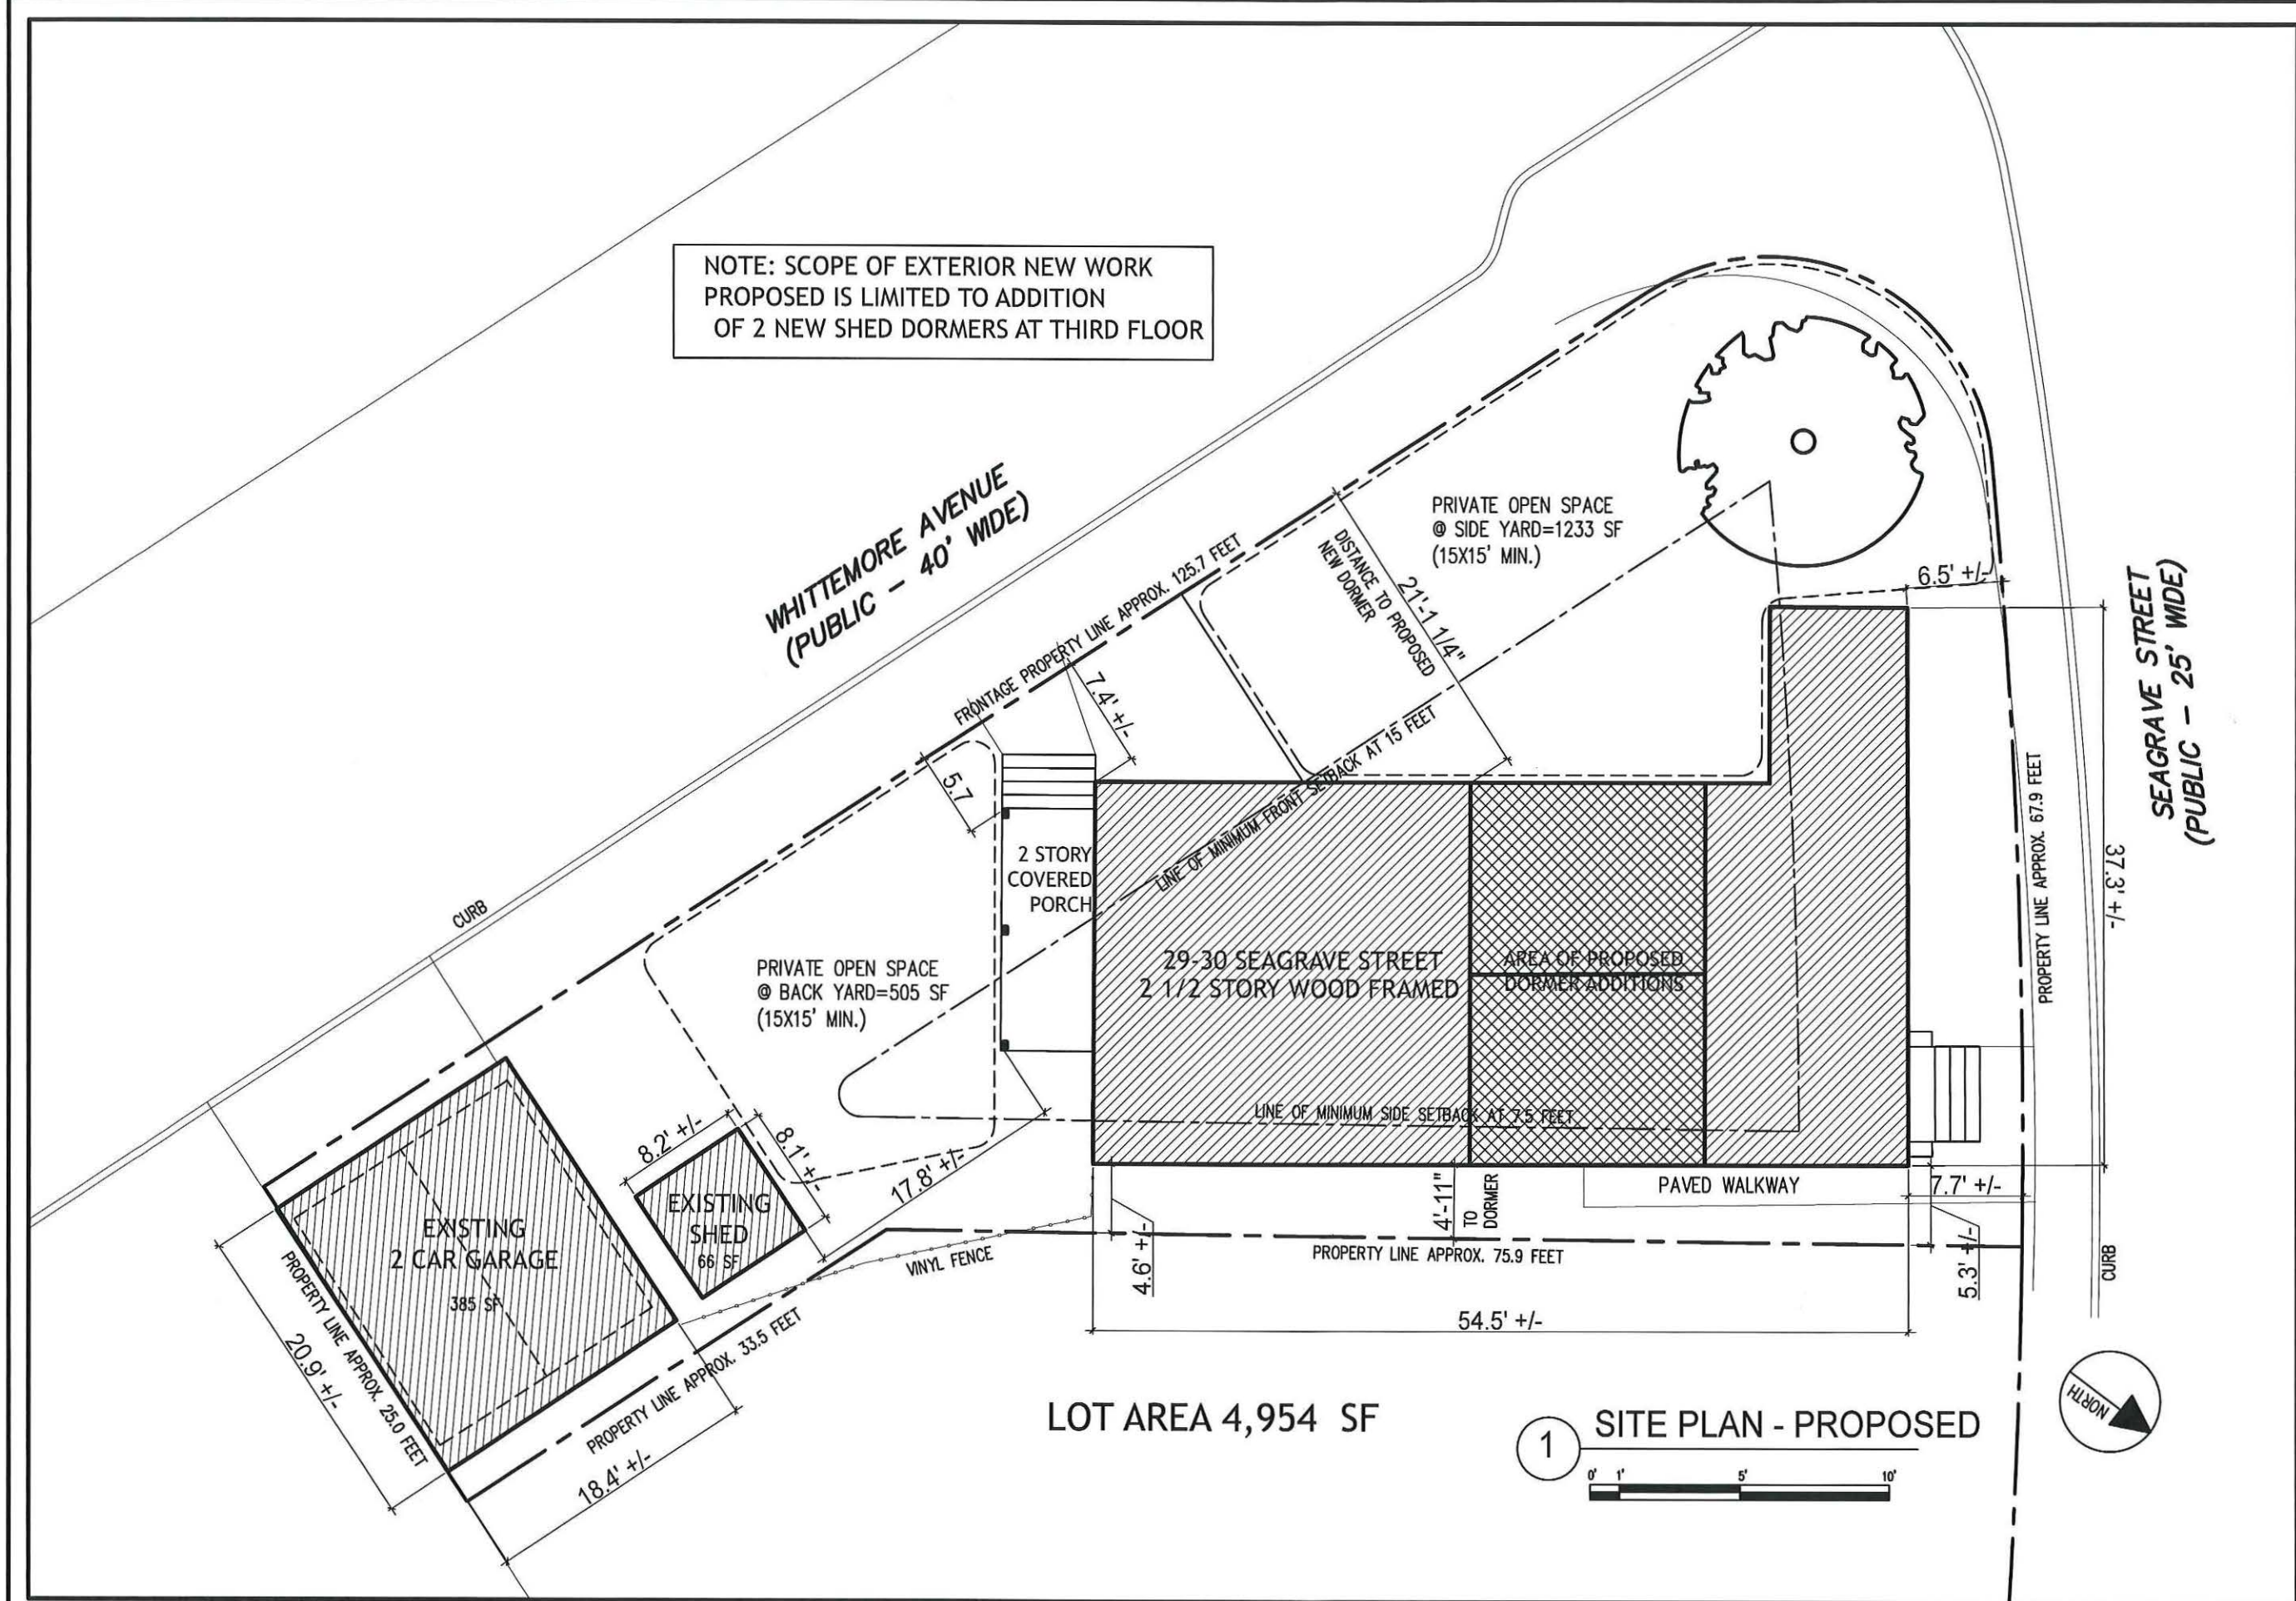 NOTE: SCOPE OF EXTERIOR NEW WORK
PROPOSED IS LIMITED TO ADDITION
OF 2 NEW SHED DORMERS AT THIRD FLOOR
WHITTEMORE AVENUE
(PUBLIC - 40' WIDE)
FRONTAGE PROPERTY LINE APPROX. 125.7 FEET
PRIVATE OPEN SPACE
@ SIDE YARD=1233 SF
(15X15' MIN.)
DISTANCE TO PROPOSED
NEW DORMER
21'-1 1/4"
6.5' +/-
SEAGRAVE STREET
(PUBLIC - 25' WIDE)
7.4' +/-
5.7
LINE OF MINIMUM FRONT SETBACK AT 15 FEET
PROPERTY LINE APPROX. 67.9 FEET
37.3' +/-
2 STORY
COVERED
PORCH
CURB
PRIVATE OPEN SPACE
@ BACK YARD=505 SF
(15X15' MIN.)
29-30 SEAGRAVE STREET
2 1/2 STORY WOOD FRAMED
AREA OF PROPOSED
DORMER ADDITIONS
LINE OF MINIMUM SIDE SETBACK AT 7.5 FEET
8.2' +/-
8.1' +/-
17.8' +/-
EXISTING
SHED
66 SF
EXISTING
2 CAR GARAGE
385 SF
4'-11"
TO
DORMER
PAVED WALKWAY
7.7' +/-
VINYL FENCE
4.6' +/-
PROPERTY LINE APPROX. 75.9 FEET
5.3' +/-
CURB
54.5' +/-
PROPERTY LINE APPROX. 25.0 FEET
20.9' +/-
PROPERTY LINE APPROX. 33.5 FEET
18.4' +/-
LOT AREA 4,954 SF
1
SITE PLAN - PROPOSED
0' 1' 5' 10'
NORTH